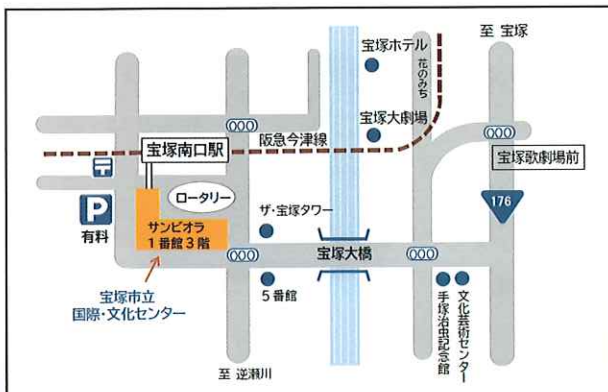 至 宝塚
宝塚ホテル
花のみち
宝塚大劇場
阪急今津線
宝塚南口駅
宝塚歌劇場前
〒
P
有料
ロータリー
176
サンビオラ
1番館3階
ザ・宝塚タワー
宝塚大橋
宝塚市立
国際・文化センター
5番館
手塚治虫記念館
文化芸術センター
至 逆瀬川